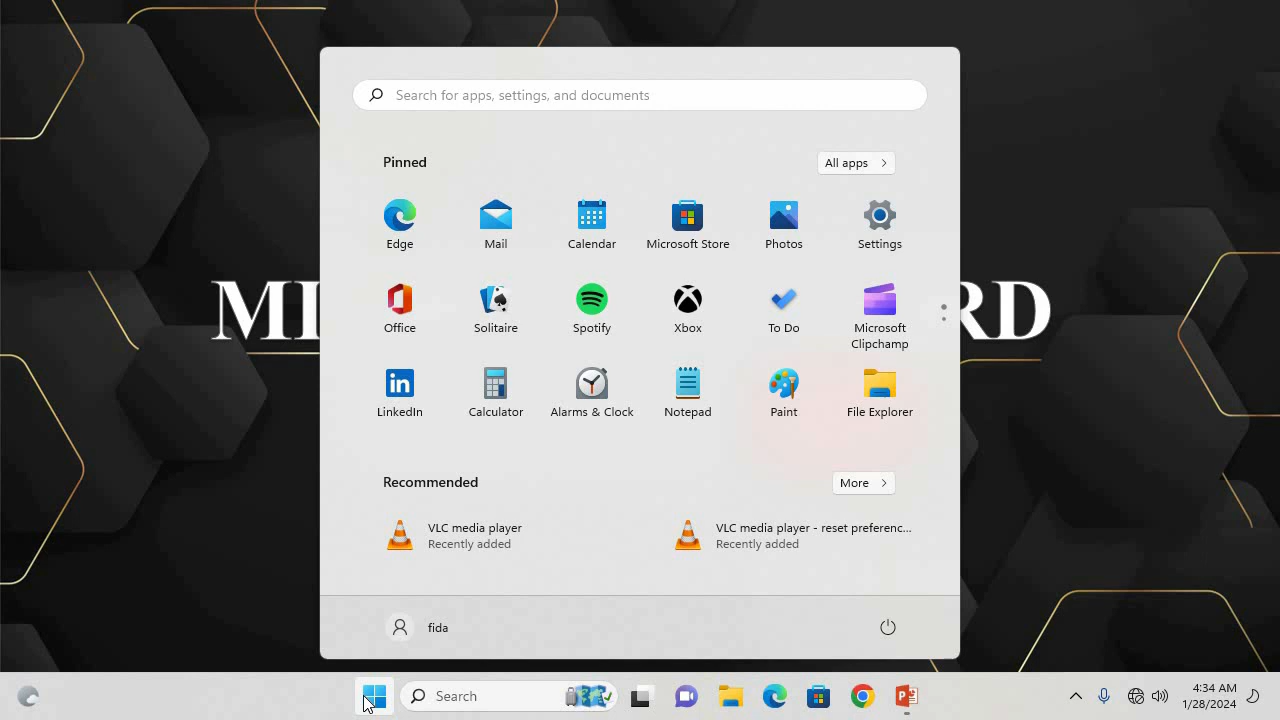 Search for apps, settings, and documents
Pinned
All apps
Edge
Mail
Calendar
Microsoft Store
Photos
Settings
Office
Solitaire
Spotify
Xbox
To Do
Microsoft
Clipchamp
LinkedIn
Calculator
Alarms & Clock
Notepad
Paint
File Explorer
Recommended
More
VLC media player
Recently added
VLC media player - reset preferenc...
Recently added
fida
Search
4:34 AM
1/28/2024